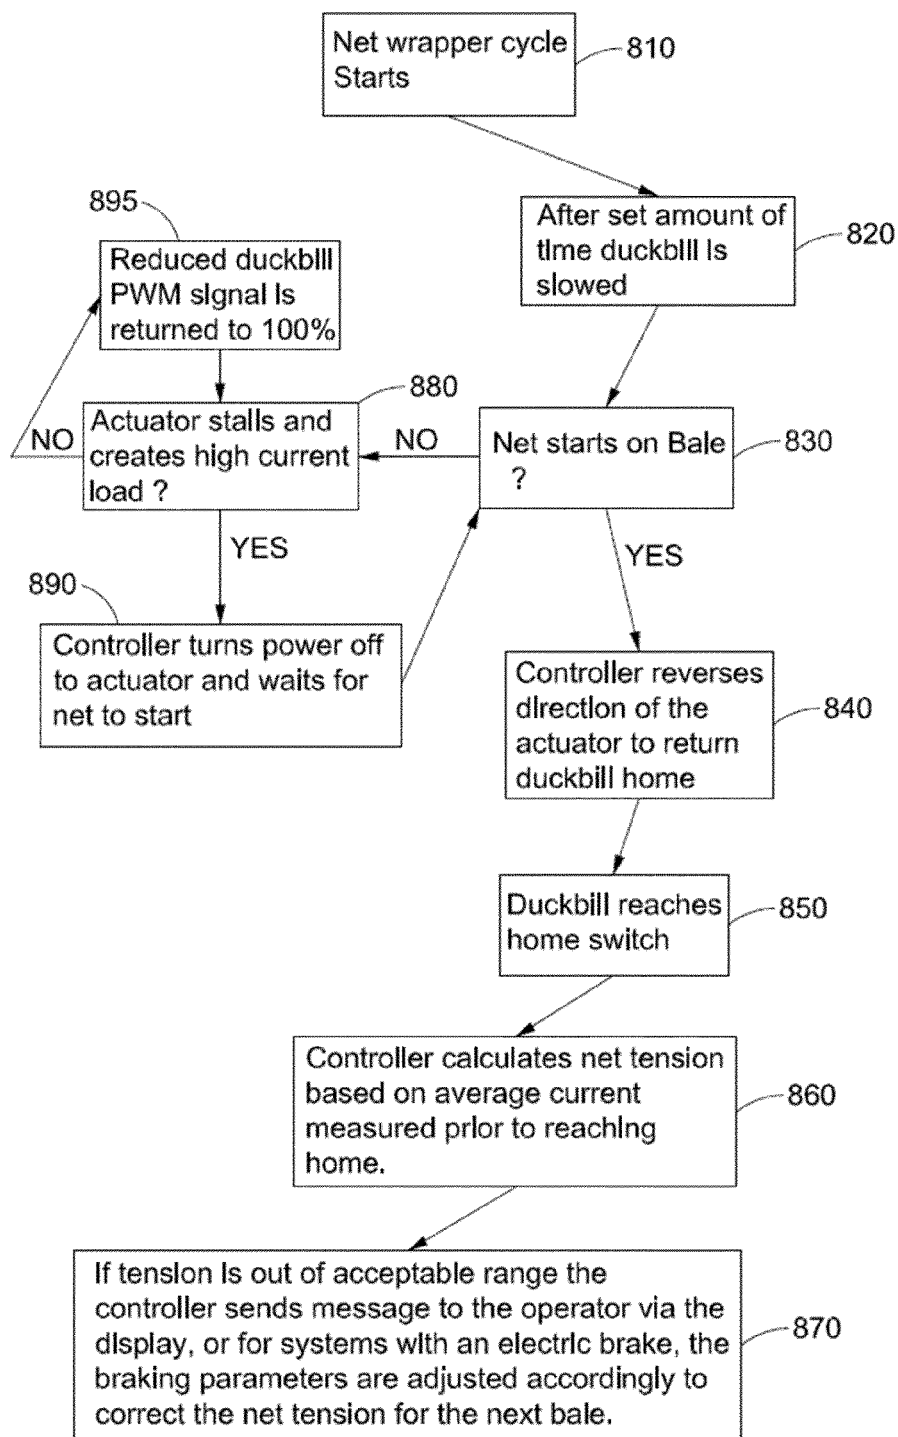 Net wrapper cycle
Starts
810
After set amount of
time duckbill is
slowed
820
895
Reduced duckbill
PWM signal is
returned to 100%
880
Actuator stalls and
creates high current
load ?
NO
NO
Net starts on Bale
?
830
YES
YES
890
Controller turns power off
to actuator and waits for
net to start
Controller reverses
direction of the
actuator to return
duckbill home
840
Duckbill reaches
home switch
850
Controller calculates net tension
based on average current
measured prior to reaching
home.
860
If tension is out of acceptable range the
controller sends message to the operator via the
display, or for systems with an electric brake, the
braking parameters are adjusted accordingly to
correct the net tension for the next bale.
870